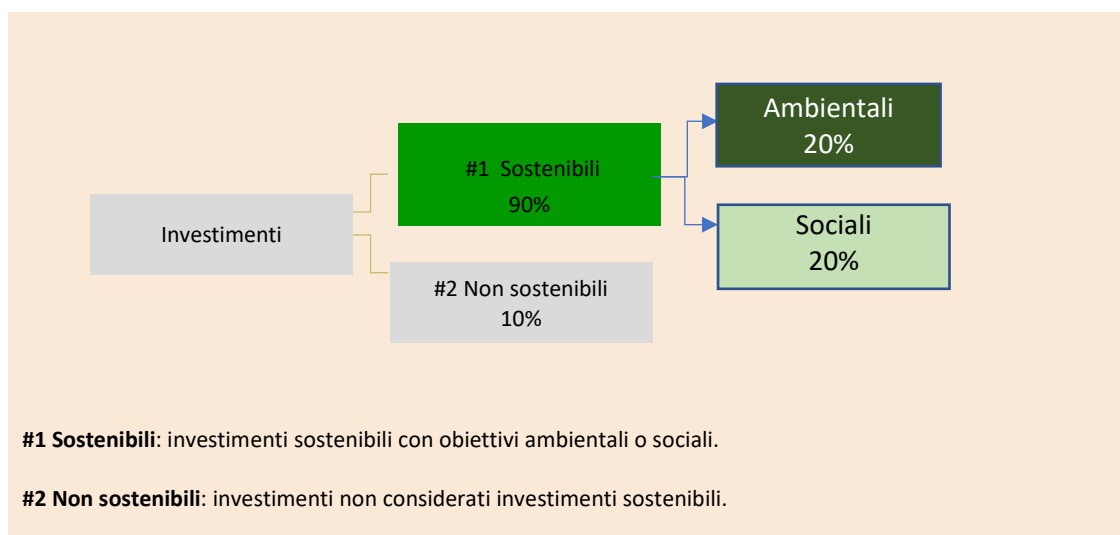 Investimenti
#1 Sostenibili
90%
#2 Non sostenibili
10%
Ambientali
20%
Sociali
20%
#1 Sostenibili: investimenti sostenibili con obiettivi ambientali o sociali.
#2 Non sostenibili: investimenti non considerati investimenti sostenibili.